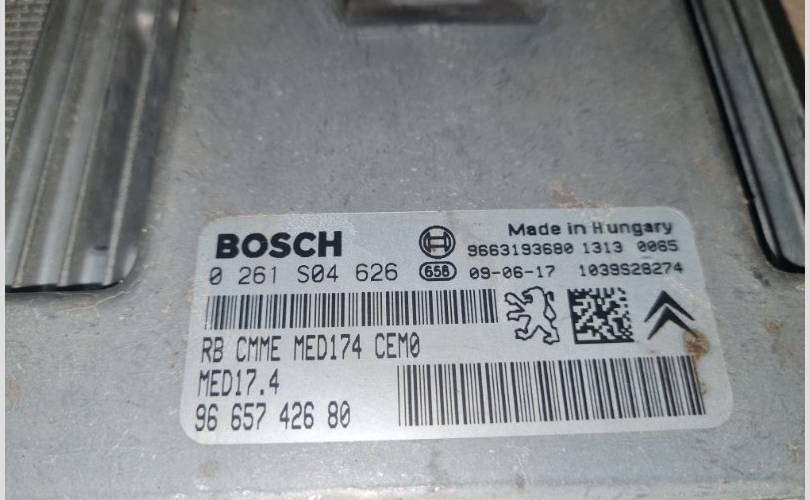 BOSCH
Made in Hungary
9663193680 1313 0065
0 261 S04 626
658 09-06-17 1039S28274
RB CMME MED174 CEM0
MED17.4
96 657 426 80